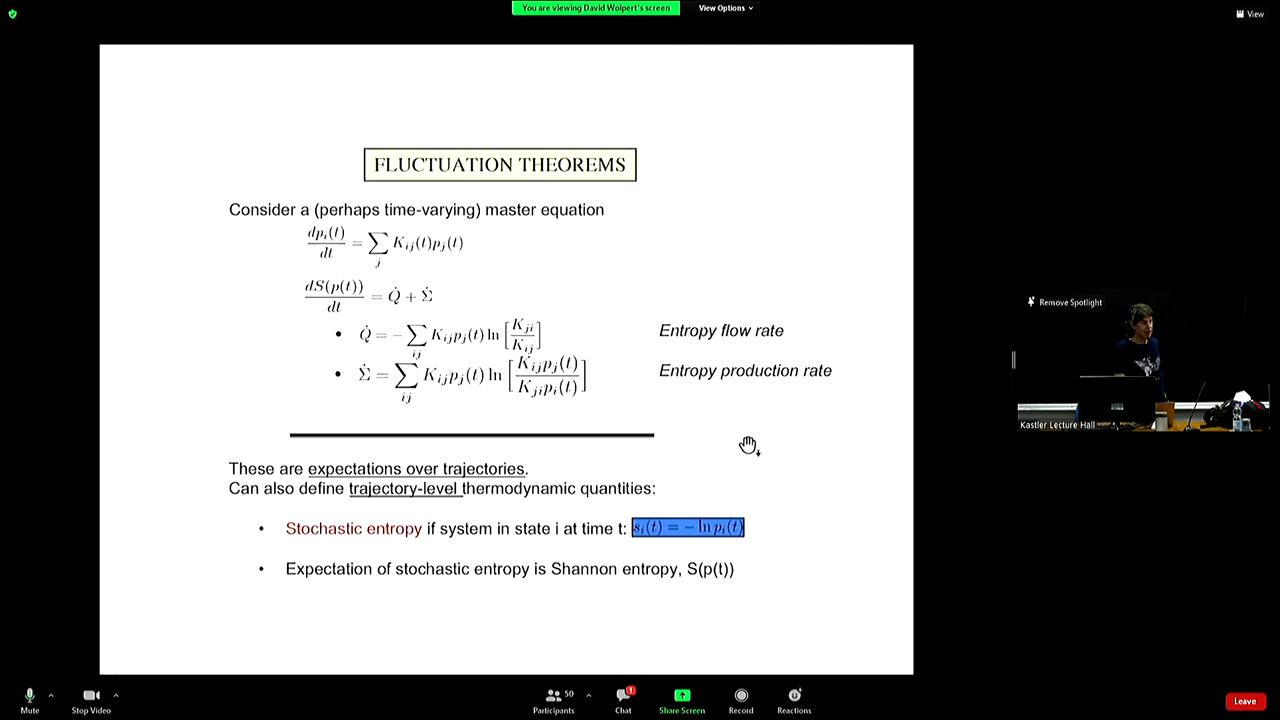 You are viewing David Wolpert's screen
View Options
View
FLUCTUATION THEOREMS
Consider a (perhaps time-varying) master equation
dp_i(t)/dt = ∑_j K_ij(t)p_j(t)
dS(p(t))/dt = Q̇ + Σ̇
• Q̇ = −∑_ij K_ij p_j(t) ln [K_ji/K_ij] Entropy flow rate
• Σ̇ = ∑_ij K_ij p_j(t) ln [K_ij p_j(t)/K_ji p_i(t)] Entropy production rate
These are expectations over trajectories.
Can also define trajectory-level thermodynamic quantities:
• Stochastic entropy if system in state i at time t: s_i(t) = − ln p_i(t)
• Expectation of stochastic entropy is Shannon entropy, S(p(t))
Remove Spotlight
Kastler Lecture Hall
Mute
Stop Video
Participants 50
Chat 1
Share Screen
Record
Reactions
Leave